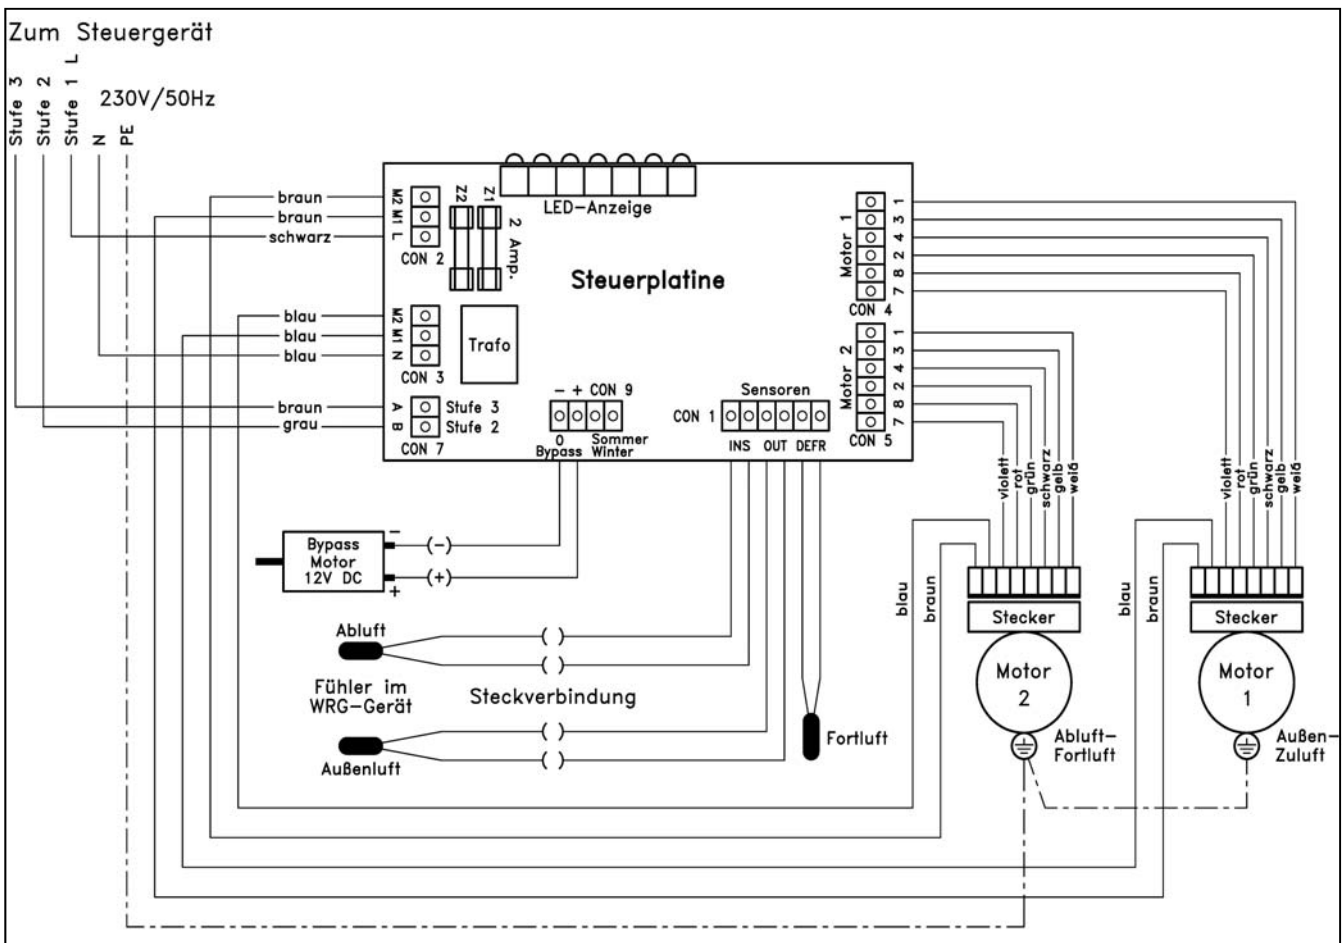 Zum Steuergerät
Stufe 3
Stufe 2
Stufe 1 L
N
PE
230V/50Hz
braun
braun
schwarz
M2
M1
L
CON 2
Z2
Z1
2 Amp.
LED-Anzeige
Steuerplatine
Motor 1
1
3
4
2
8
7
CON 4
blau
blau
blau
M2
M1
N
CON 3
Trafo
Motor 2
1
3
4
2
8
7
CON 5
braun
grau
A
B
Stufe 3
Stufe 2
CON 7
- + CON 9
0
Sommer
Bypass Winter
Sensoren
CON 1
INS OUT DEFR
violett
rot
grün
schwarz
gelb
weiß
violett
rot
grün
schwarz
gelb
weiß
Bypass
Motor
12V DC
-
+
(-)
(+)
blau
braun
blau
braun
Stecker
Stecker
Abluft
Fühler im
WRG-Gerät
Steckverbindung
Außenluft
Fortluft
Motor
2
Motor
1
Abluft-
Fortluft
Außen-
Zuluft